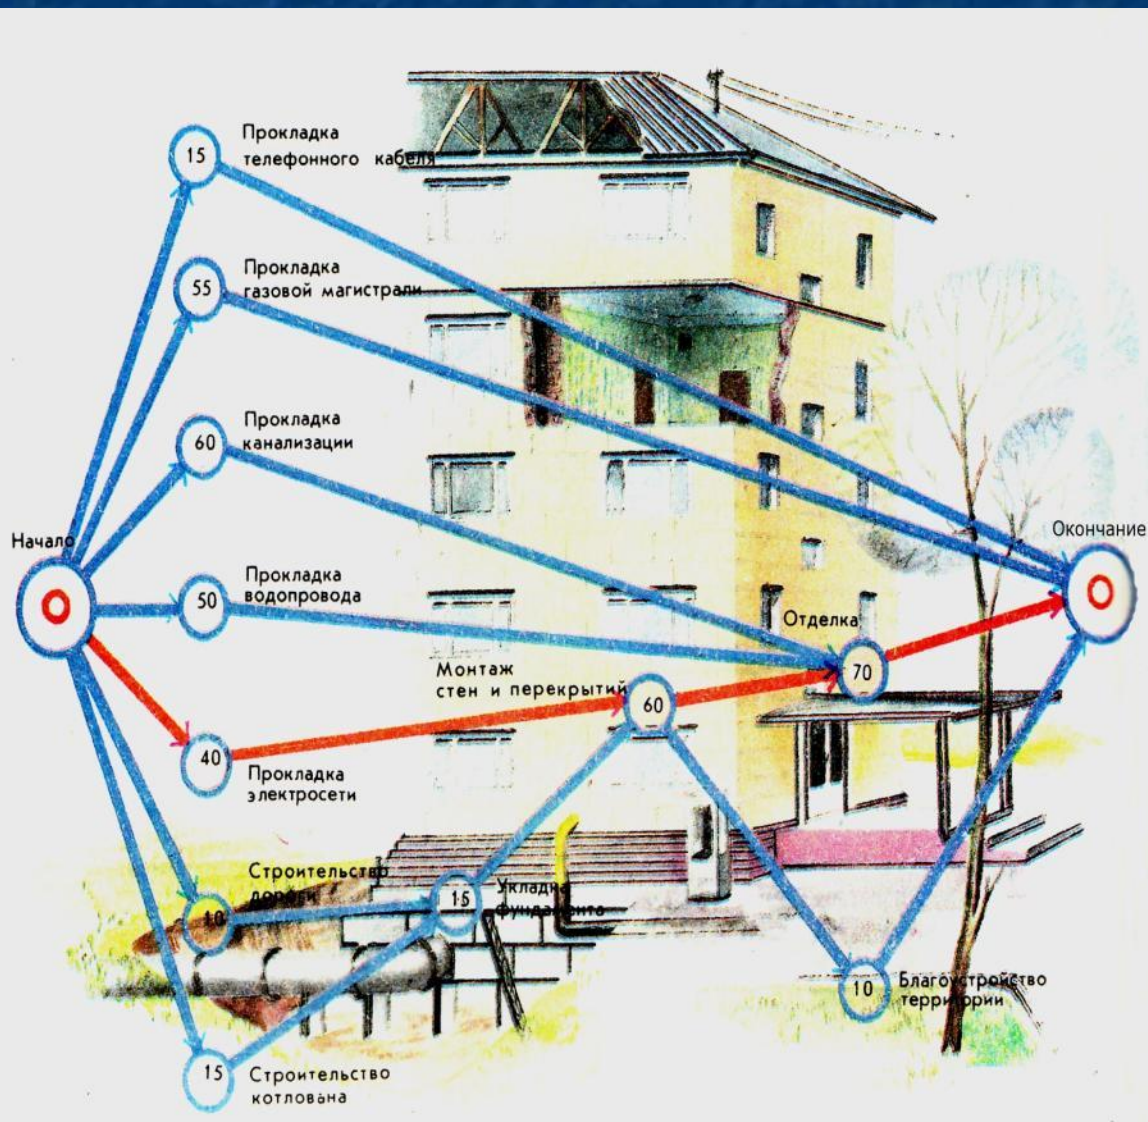 Прокладка
телефонного кабеля
15
Прокладка
газовой магистрали
55
Прокладка
канализации
60
Начало
Окончание
Прокладка
водопровода
50
Отделка
70
Монтаж
стен и перекрытий
60
40
Прокладка
электросети
Строительство
дороги
10
15
Укладка
фундамента
10
Благоустройство
территории
15
Строительство
котлована